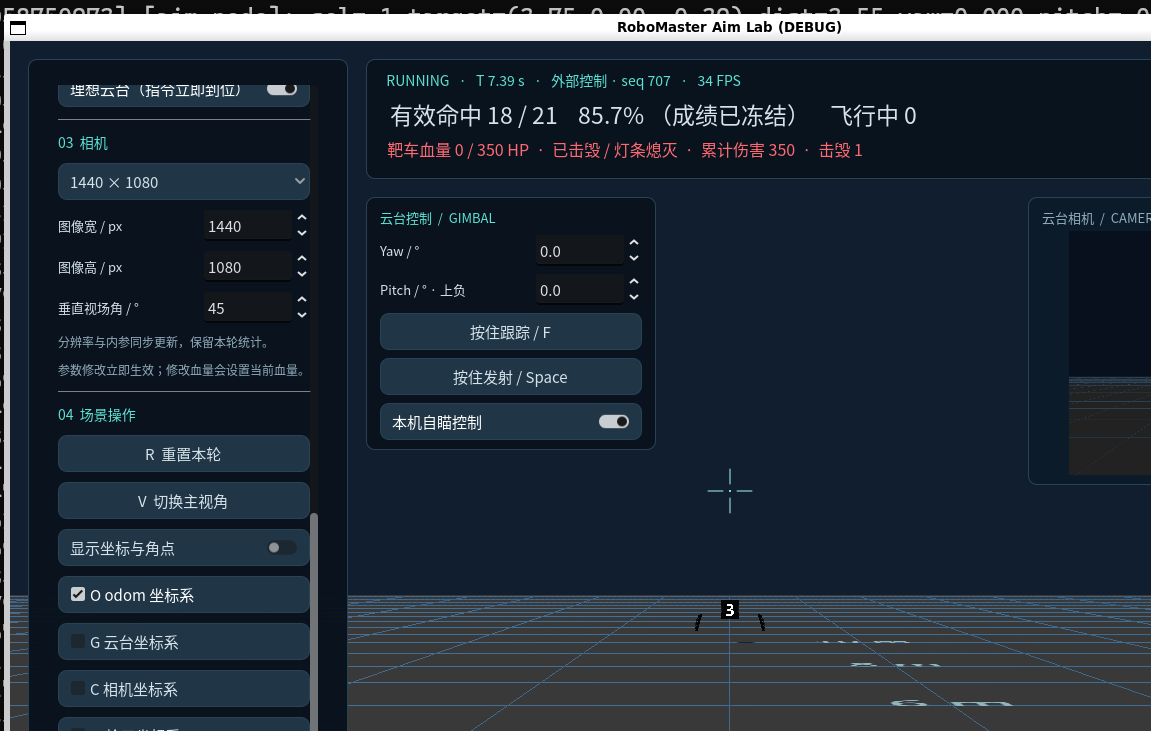 RoboMaster Aim Lab (DEBUG)
理想云台（指令立即到位）
03 相机
1440 × 1080
图像宽 / px 1440
图像高 / px 1080
垂直视场角 / ° 45
分辨率与内参同步更新，保留本轮统计。
参数修改立即生效；修改血量会设置当前血量。
04 场景操作
R 重置本轮
V 切换主视角
显示坐标与角点
O odom 坐标系
G 云台坐标系
C 相机坐标系
RUNNING · T 7.39 s · 外部控制 · seq 707 · 34 FPS
有效命中 18 / 21 85.7% （成绩已冻结） 飞行中 0
靶车血量 0 / 350 HP · 已击毁 / 灯条熄灭 · 累计伤害 350 · 击毁 1
云台控制 / GIMBAL
Yaw / ° 0.0
Pitch / ° · 上负 0.0
按住跟踪 / F
按住发射 / Space
本机自瞄控制
云台相机 / CAMER
3
8 m
6 m